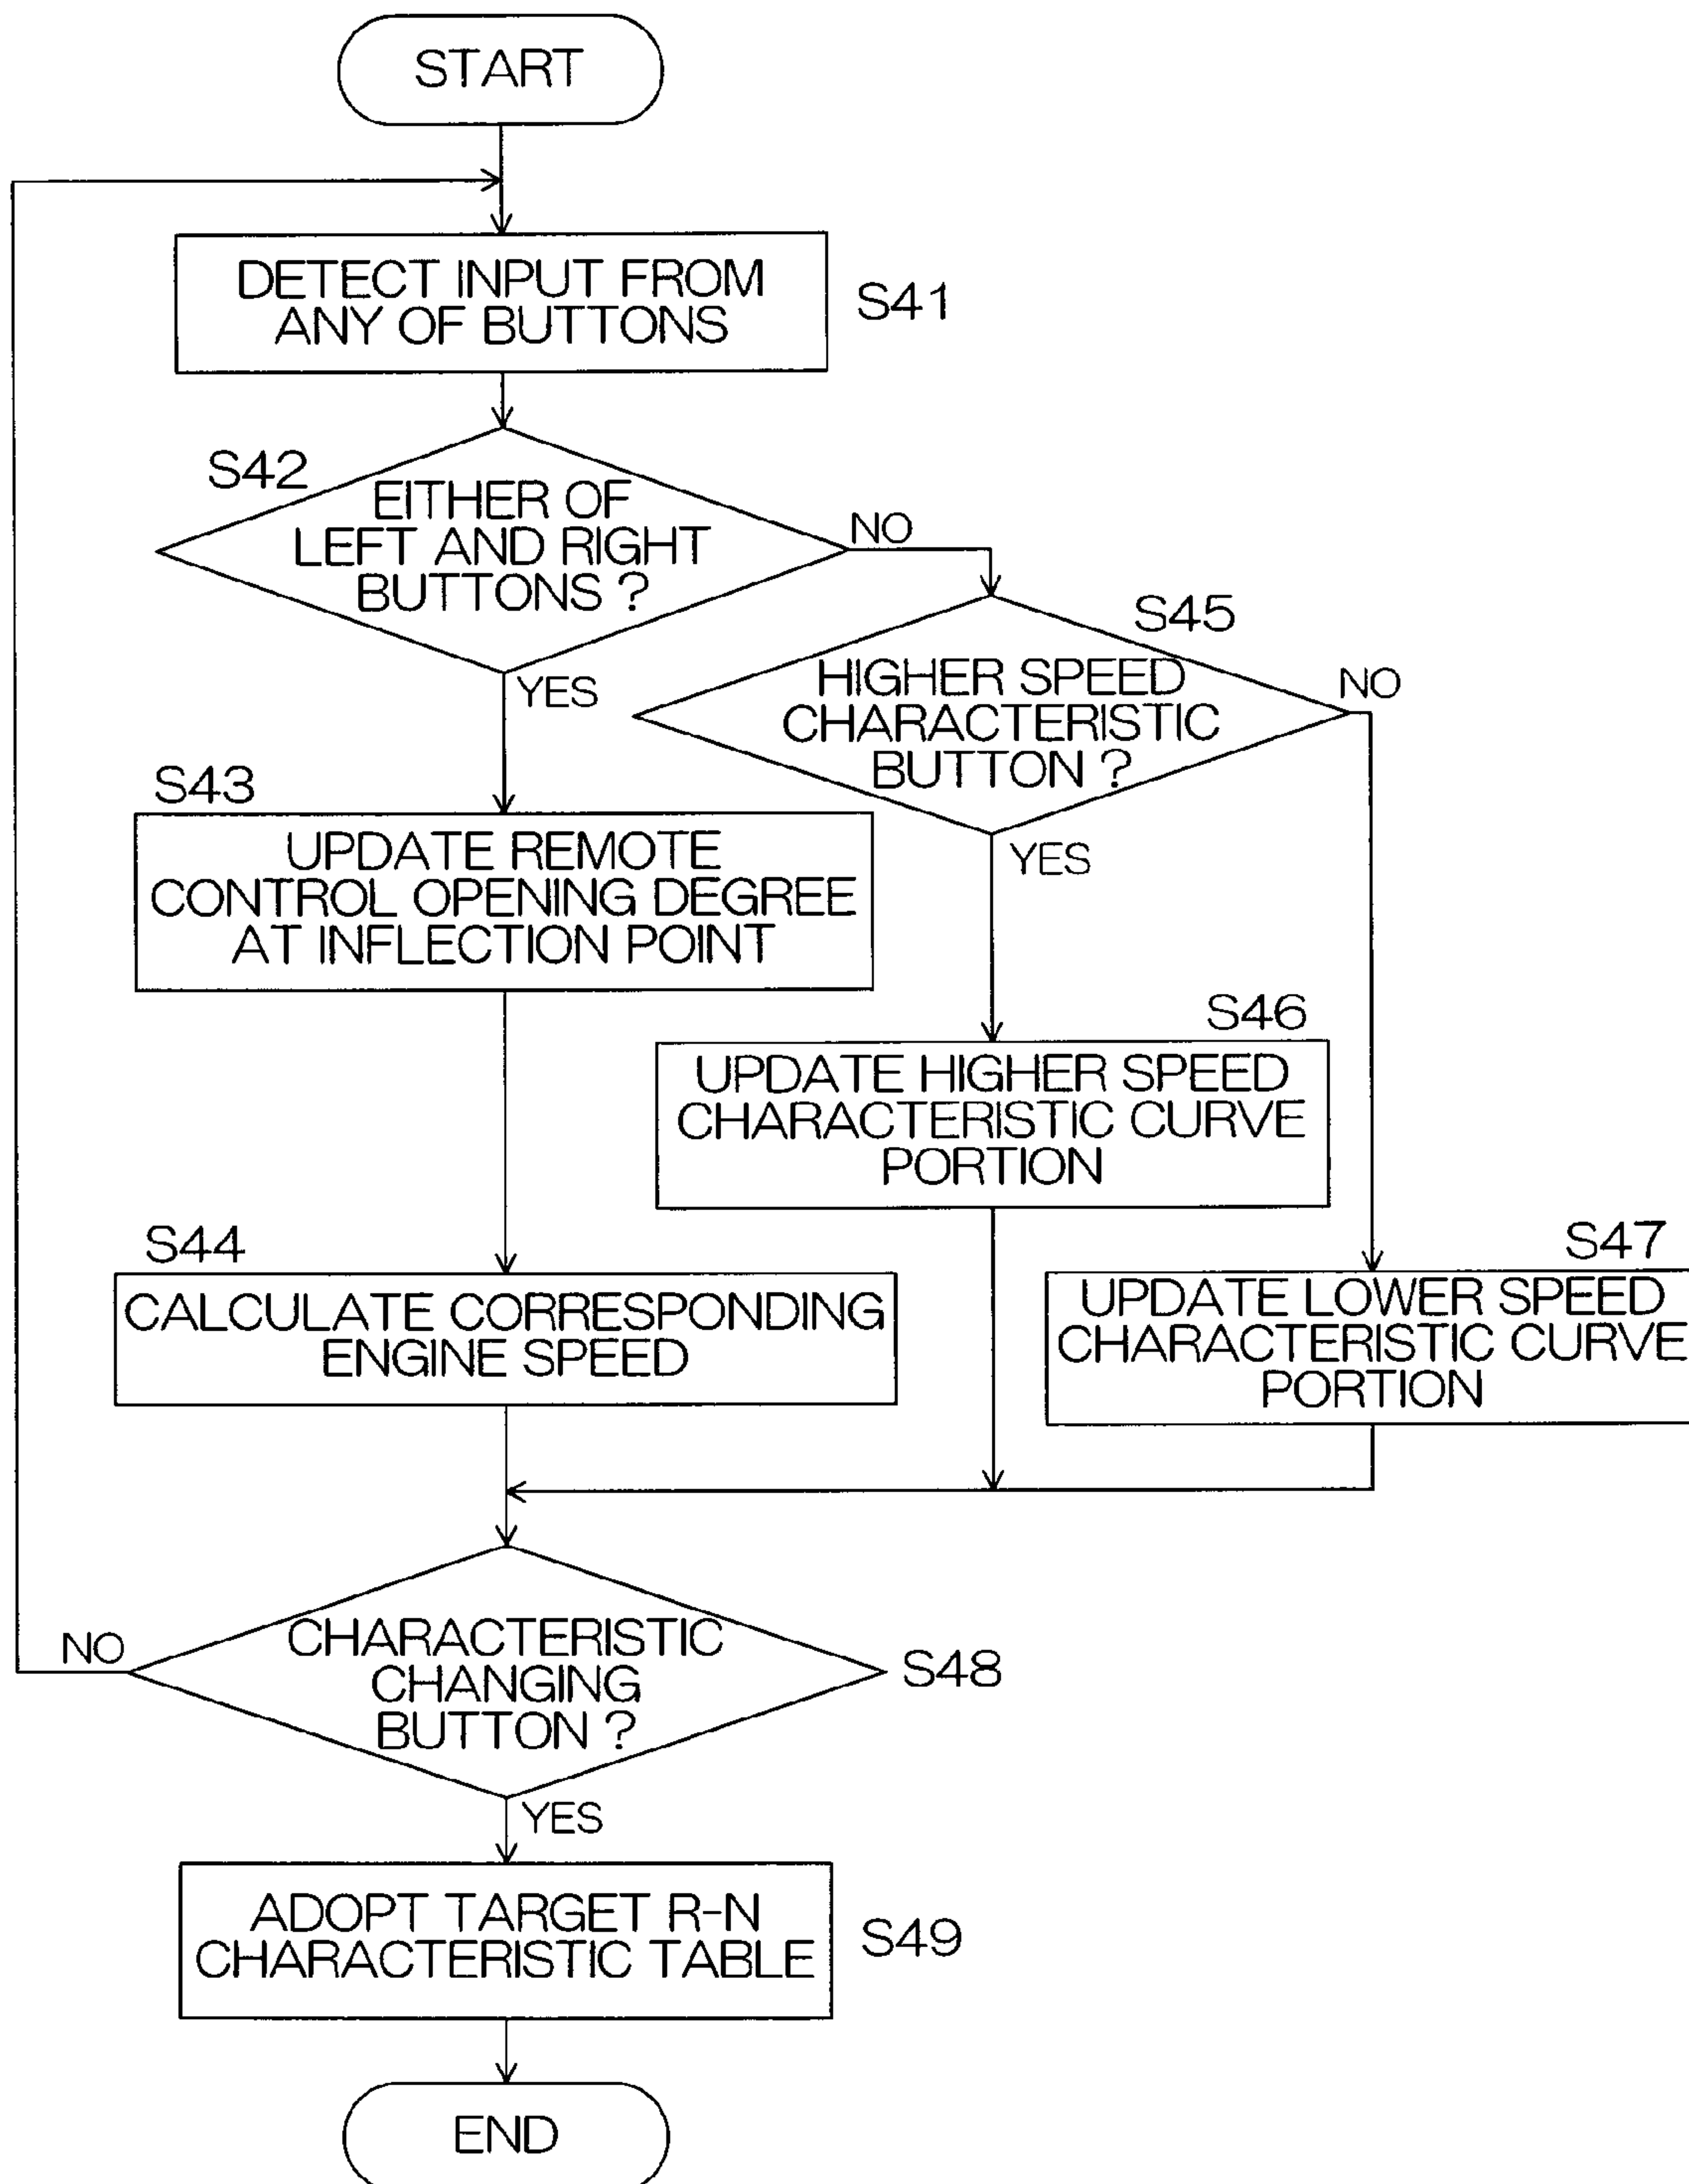 START
DETECT INPUT FROM
ANY OF BUTTONS
S41
S42
EITHER OF
LEFT AND RIGHT
BUTTONS ?
NO
YES
S45
HIGHER SPEED
CHARACTERISTIC
BUTTON ?
NO
YES
S43
UPDATE REMOTE
CONTROL OPENING DEGREE
AT INFLECTION POINT
S46
UPDATE HIGHER SPEED
CHARACTERISTIC CURVE
PORTION
S44
CALCULATE CORRESPONDING
ENGINE SPEED
S47
UPDATE LOWER SPEED
CHARACTERISTIC CURVE
PORTION
NO
CHARACTERISTIC
CHANGING
BUTTON ?
S48
YES
ADOPT TARGET R-N
CHARACTERISTIC TABLE
S49
END